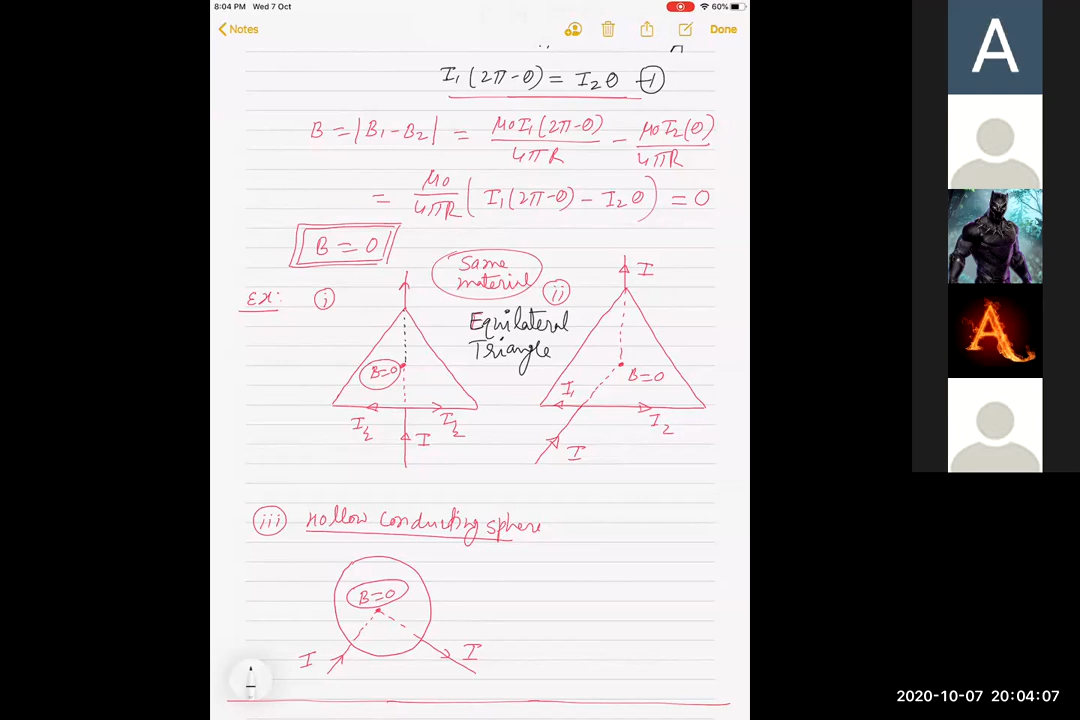 8:04 PM Wed 7 Oct
60%
Notes
Done
I₁(2π-θ) = I₂θ -①
B = |B₁-B₂| = μ0I₁(2π-θ)/4πR - μ0I₂(θ)/4πR
= μ0/4πR (I₁(2π-θ) - I₂θ) = 0
B = 0
Same
material
Ex: (i)
(ii)
I
Equilateral
Triangle
B=0
B=0
I/2
I/2
I
I₁
I₂
I
(iii) Hollow conducting sphere
B=0
I
I
A
A
2020-10-07 20:04:07